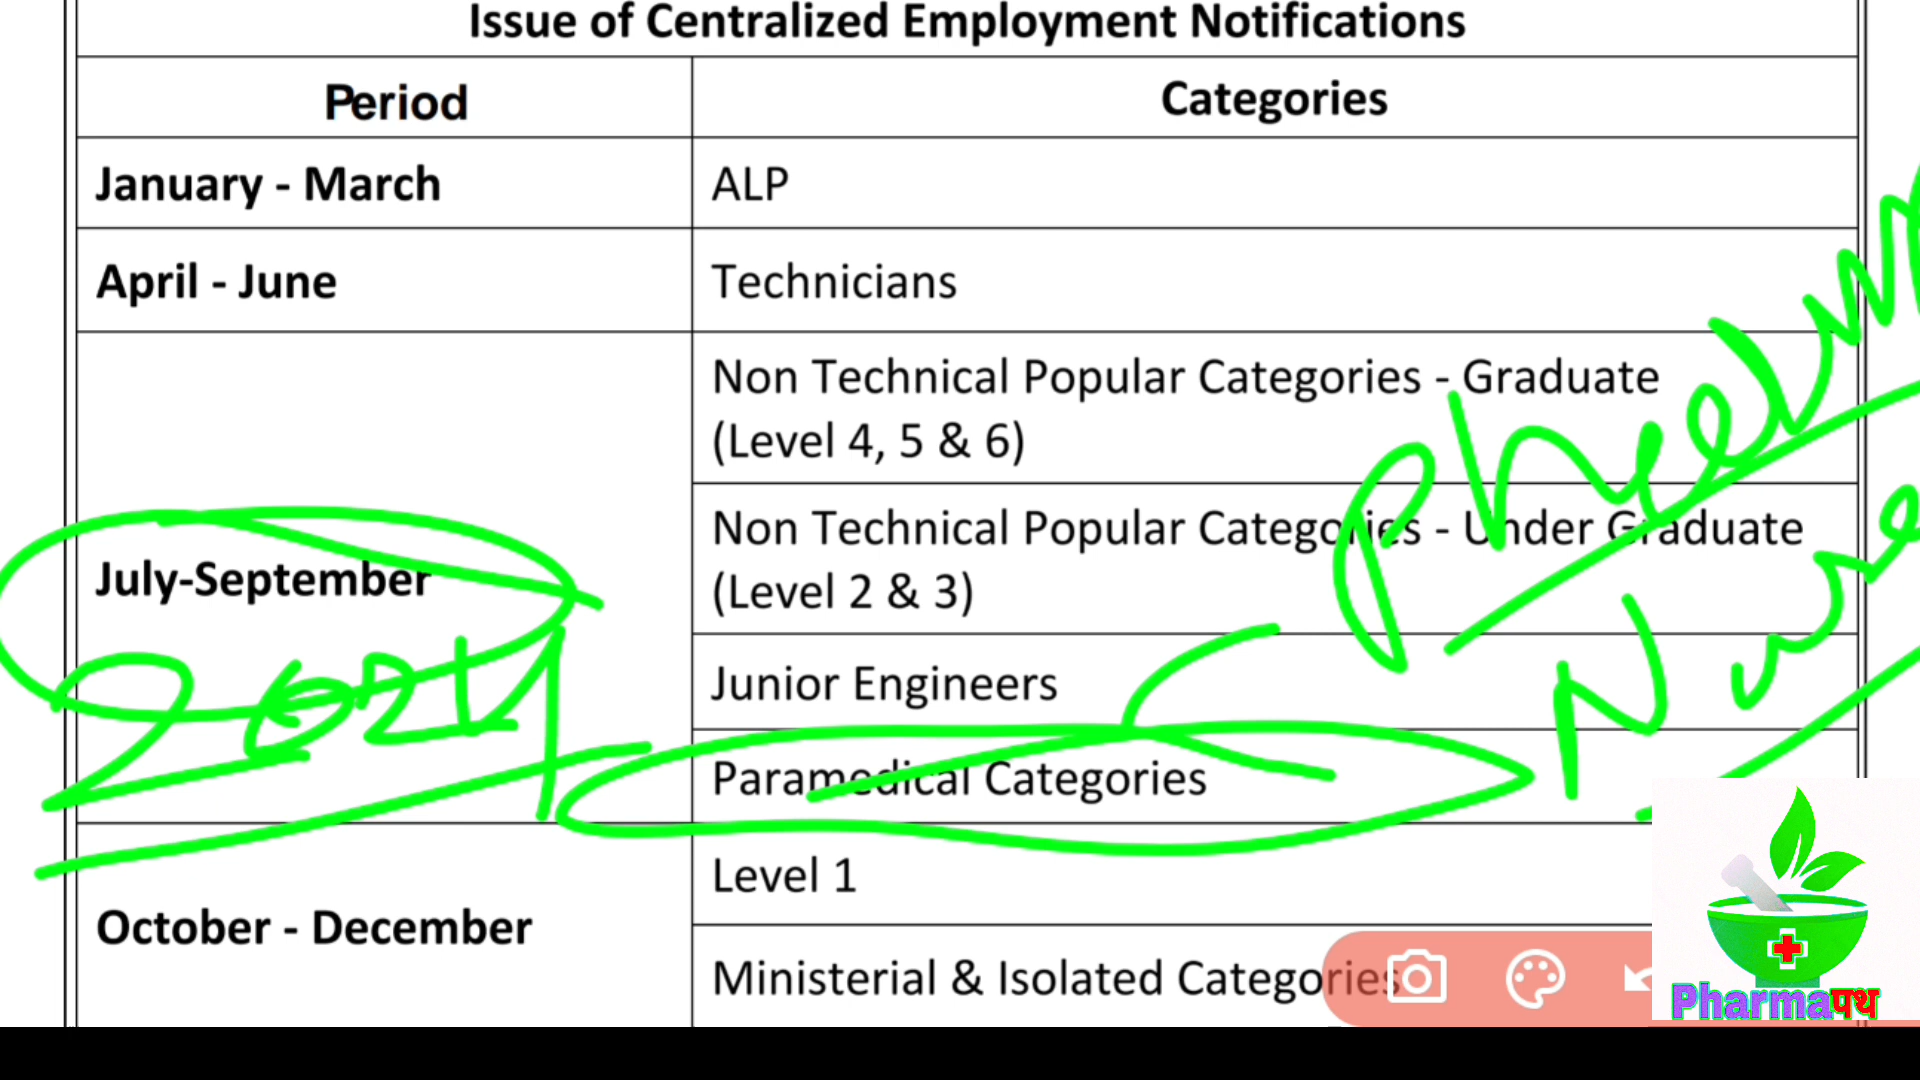 Issue of Centralized Employment Notifications
Period Categories
January - March ALP
April - June Technicians
July-September
Non Technical Popular Categories - Graduate
(Level 4, 5 & 6)
Non Technical Popular Categories - Under Graduate
(Level 2 & 3)
Junior Engineers
Paramedical Categories
2024
October - December
Level 1
Ministerial & Isolated Categories
Pharmaपथ